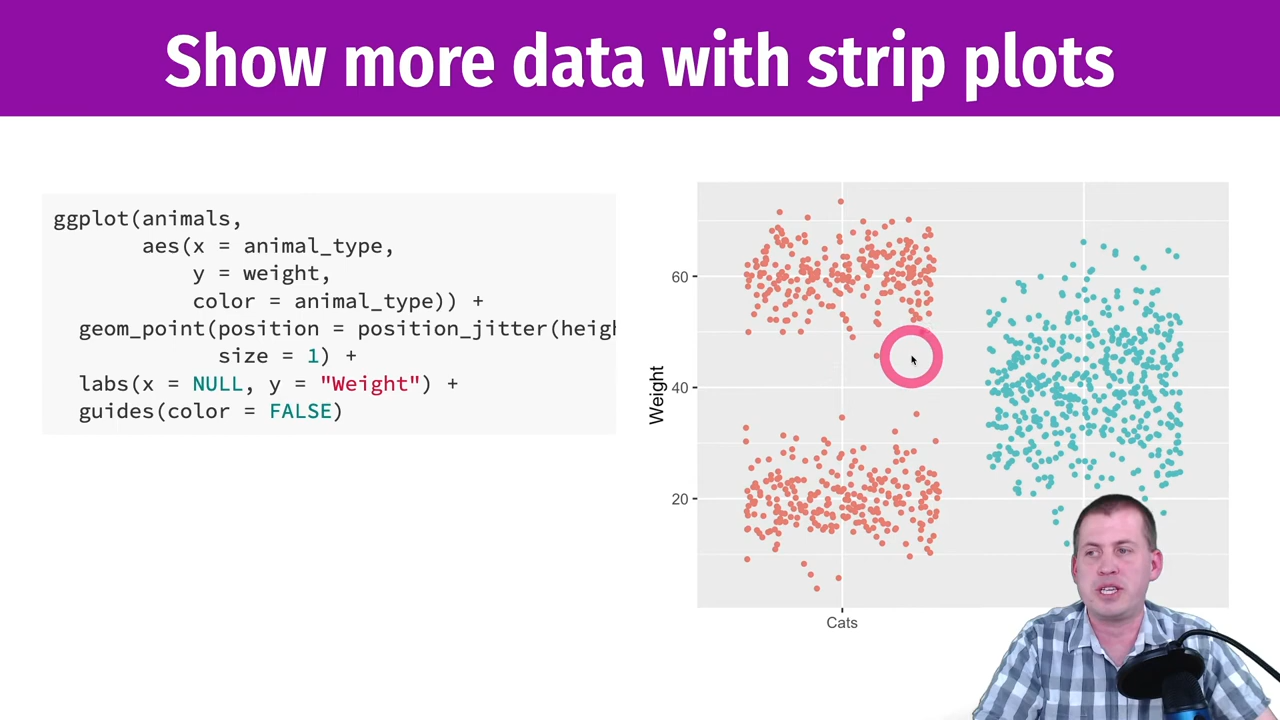 Show more data with strip plots
ggplot(animals,
aes(x = animal_type,
y = weight,
color = animal_type)) +
geom_point(position = position_jitter(heigh
size = 1) +
labs(x = NULL, y = "Weight") +
guides(color = FALSE)
Weight
60
40
20
Cats